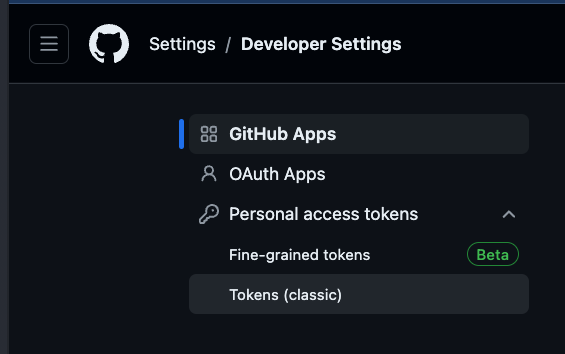 Settings / Developer Settings
GitHub Apps
OAuth Apps
Personal access tokens
Fine-grained tokens Beta
Tokens (classic)